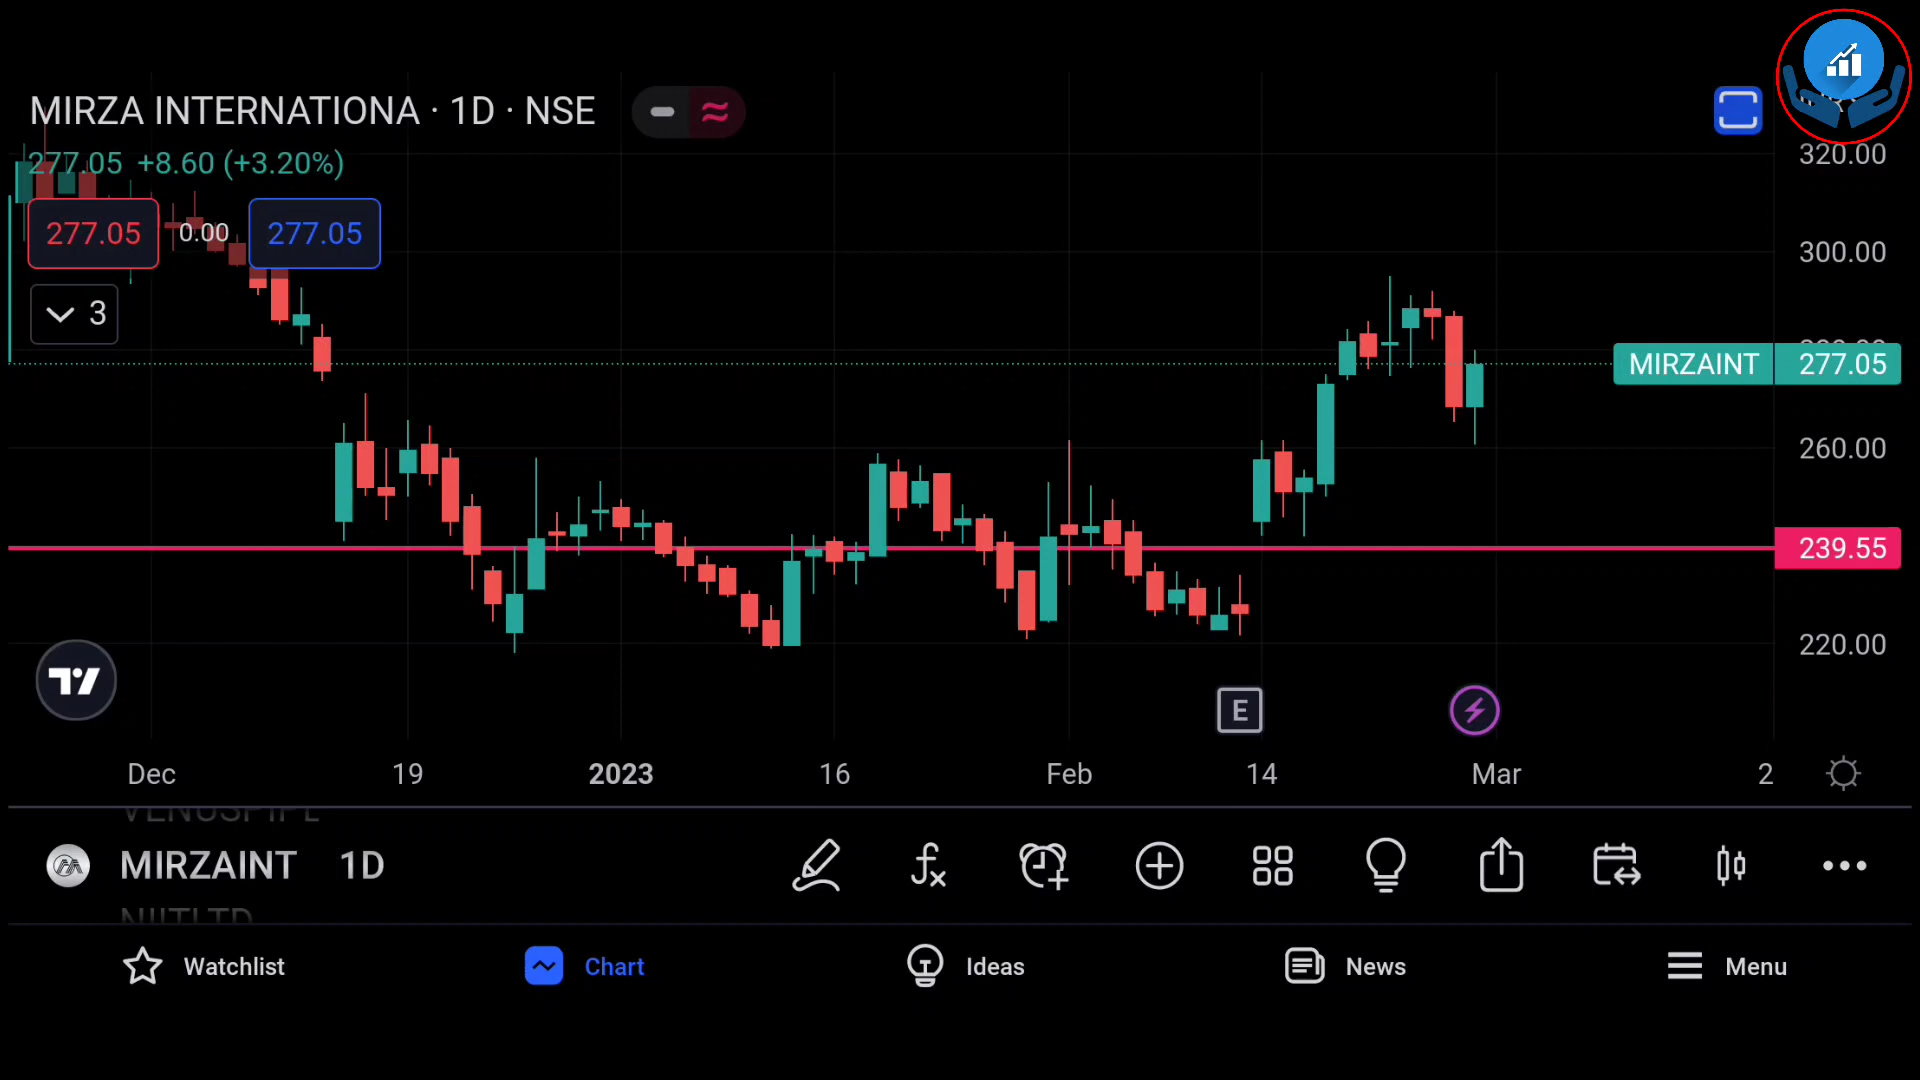 MIRZA INTERNATIONA · 1D · NSE
277.05 +8.60 (+3.20%)
277.05 0.00 277.05
3
320.00
300.00
MIRZAINT 277.05
260.00
239.55
220.00
E
Dec 19 2023 16 Feb 14 Mar 2
VENUSPIPE
MIRZAINT 1D
NIITLTD
Watchlist Chart Ideas News Menu